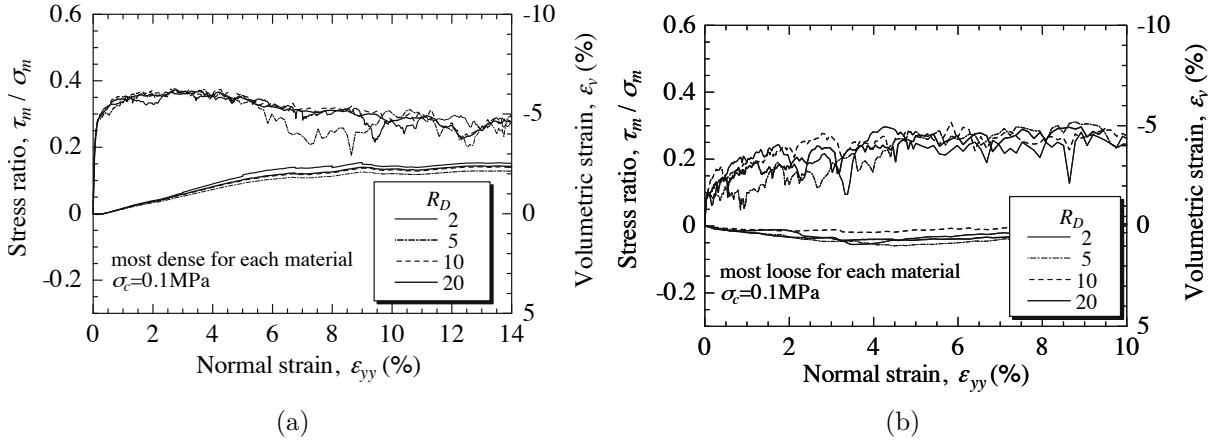 0.6
0.4
0.2
0
-0.2
-10
-5
0
5
0 2 4 6 8 10 12 14
Stress ratio, τm / σm
Volumetric strain, εv (%)
Normal strain, εyy (%)
most dense for each material
σc=0.1MPa
RD
2
5
10
20
(a)
0.6
0.4
0.2
0
-0.2
-10
-5
0
5
0 2 4 6 8 10
Stress ratio, τm / σm
Volumetric strain, εv (%)
Normal strain, εyy (%)
most loose for each material
σc=0.1MPa
RD
2
5
10
20
(b)